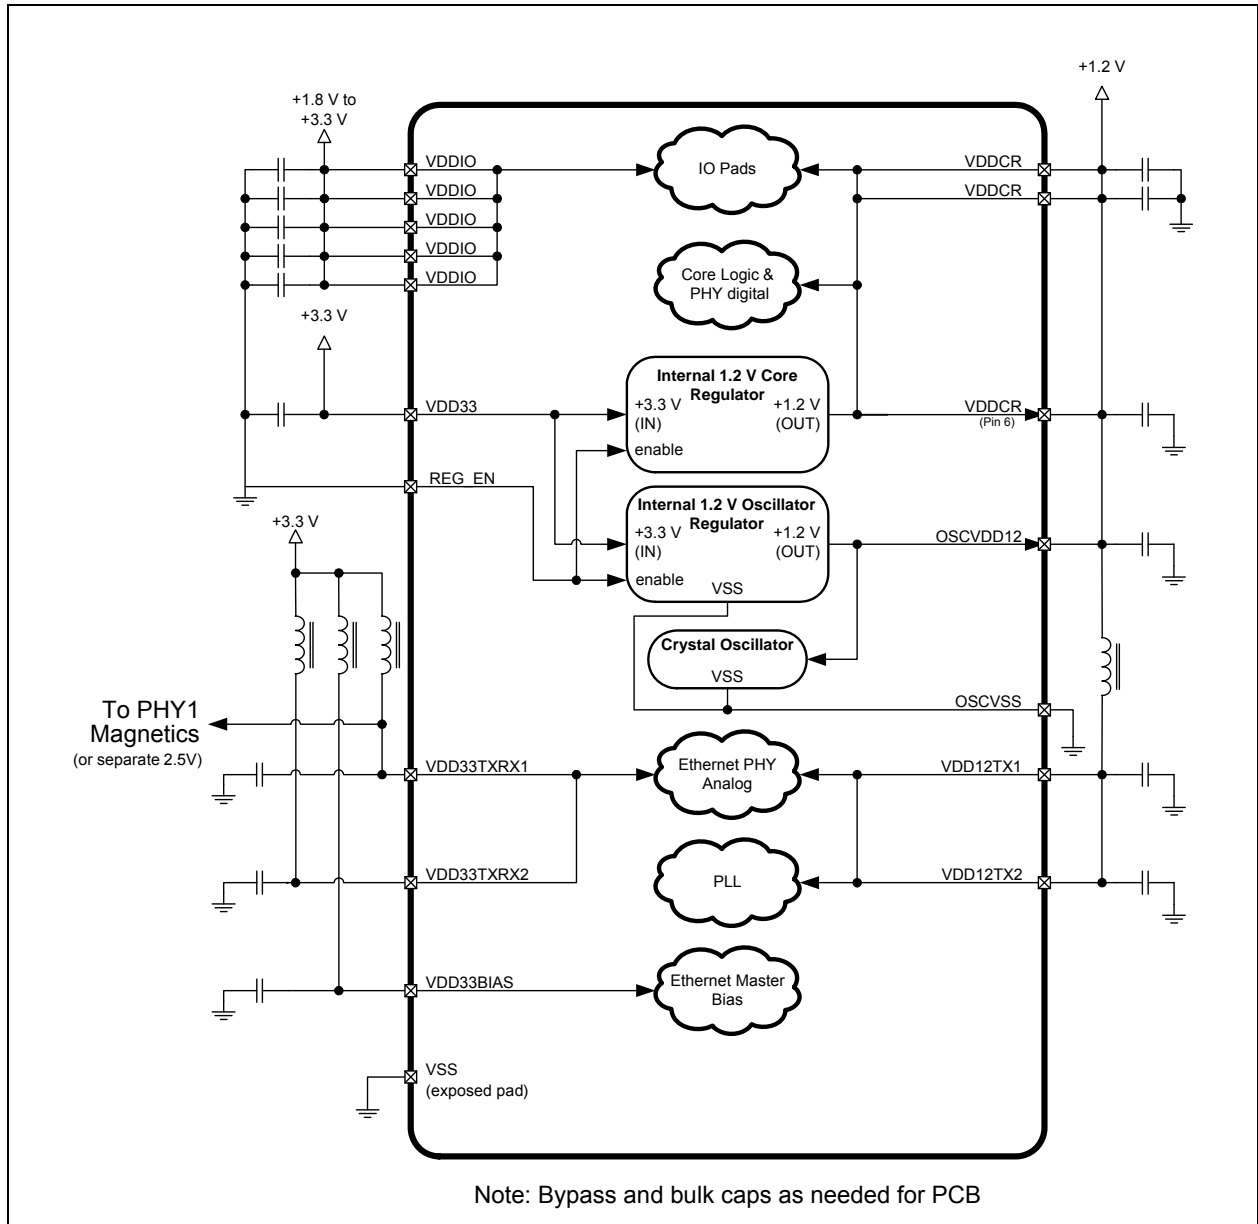 +1.2 V
+1.8 V to
+3.3 V
VDDIO
VDDIO
VDDIO
VDDIO
VDDIO
IO Pads
VDDCR
VDDCR
Core Logic &
PHY digital
+3.3 V
VDD33
Internal 1.2 V Core
Regulator
+3.3 V
(IN)
+1.2 V
(OUT)
enable
VDDCR
(Pin 6)
REG_EN
Internal 1.2 V Oscillator
Regulator
+3.3 V
(IN)
+1.2 V
(OUT)
enable
VSS
OSCVDD12
+3.3 V
Crystal Oscillator
VSS
OSCVSS
To PHY1
Magnetics
(or separate 2.5V)
VDD33TXRX1
Ethernet PHY
Analog
VDD12TX1
VDD33TXRX2
PLL
VDD12TX2
VDD33BIAS
Ethernet Master
Bias
VSS
(exposed pad)
Note: Bypass and bulk caps as needed for PCB